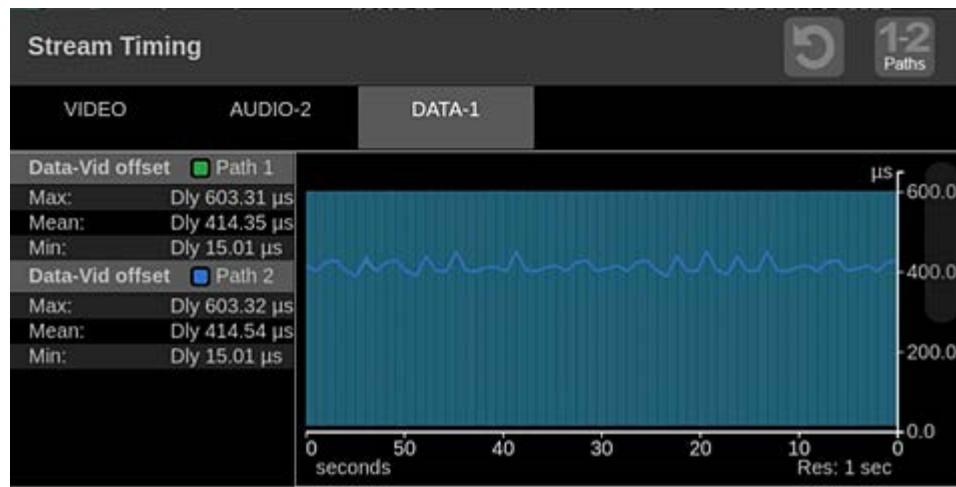 Stream Timing
1-2
Paths
VIDEO AUDIO-2 DATA-1
Data-Vid offset Path 1
Max: Dly 603.31 µs
Mean: Dly 414.35 µs
Min: Dly 15.01 µs
Data-Vid offset Path 2
Max: Dly 603.32 µs
Mean: Dly 414.54 µs
Min: Dly 15.01 µs
µs
600.0
400.0
200.0
0.0
0 50 40 30 20 10 0
seconds
Res: 1 sec